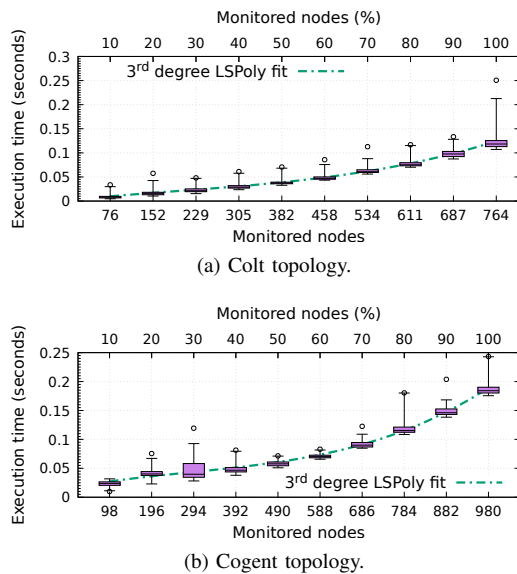 Monitored nodes (%)
10 20 30 40 50 60 70 80 90 100
Execution time (seconds)
0.3
0.25
0.2
0.15
0.1
0.05
0
3rd degree LSPoly fit
76 152 229 305 382 458 534 611 687 764
Monitored nodes
(a) Colt topology.
Monitored nodes (%)
10 20 30 40 50 60 70 80 90 100
Execution time (seconds)
0.25
0.2
0.15
0.1
0.05
0
3rd degree LSPoly fit
98 196 294 392 490 588 686 784 882 980
Monitored nodes
(b) Cogent topology.